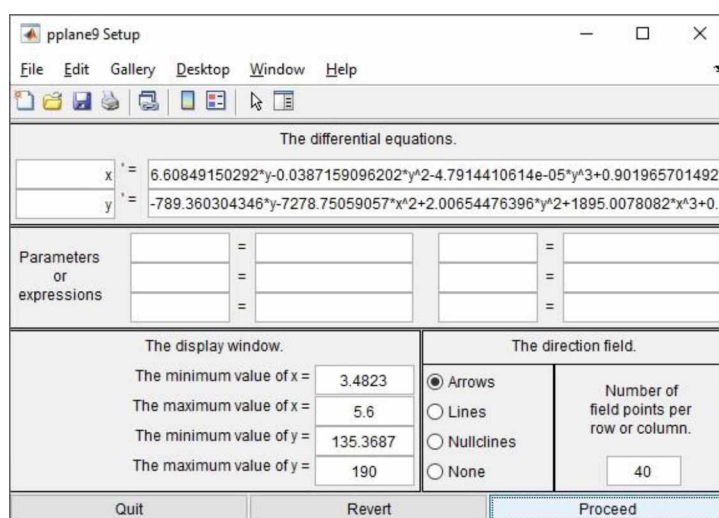 pplane9 Setup
File Edit Gallery Desktop Window Help
The differential equations.
x ' = 6.60849150292*y-0.0387159096202*y^2-4.7914410614e-05*y^3+0.901965701492
y ' = -789.360304346*y-7278.75059057*x^2+2.00654476396*y^2+1895.0078082*x^3+0.
Parameters
or
expressions
= =
= =
= =
The display window.
The minimum value of x = 3.4823
The maximum value of x = 5.6
The minimum value of y = 135.3687
The maximum value of y = 190
The direction field.
Arrows
Lines
Nullclines
None
Number of
field points per
row or column.
40
Quit Revert Proceed